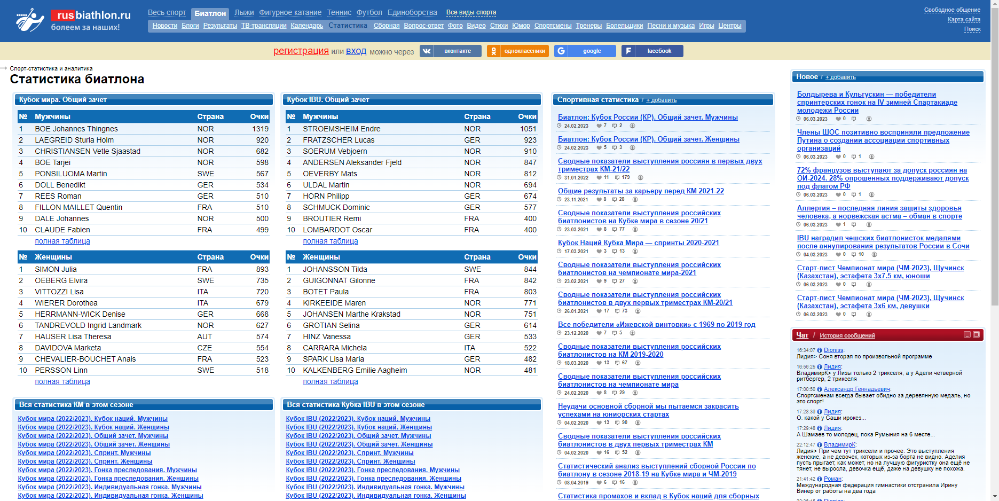 rusbiathlon.ru
болеем за наших!
Весь спорт Биатлон Лыжи Фигурное катание Теннис Футбол Единоборства Все виды спорта
Новости Блоги Результаты ТВ-трансляции Календарь Статистика Сборная Вопрос-ответ Фото Видео Стихи Юмор Спортсмены Тренеры Болельщики Песни и музыка Игры Центры
Свободное общение
Карта сайта
Поиск
регистрация или вход можно через вконтакте одноклассники google facebook
→ Спорт-статистика и аналитика
Статистика биатлона
Кубок мира. Общий зачет
№ Мужчины Страна Очки
1 BOE Johannes Thingnes NOR 1319
2 LAEGREID Sturla Holm NOR 920
3 CHRISTIANSEN Vetle Sjaastad NOR 682
4 BOE Tarjei NOR 598
5 PONSILUOMA Martin SWE 567
6 DOLL Benedikt GER 534
7 REES Roman GER 510
8 FILLON MAILLET Quentin FRA 510
9 DALE Johannes NOR 500
10 CLAUDE Fabien FRA 499
полная таблица
№ Женщины Страна Очки
1 SIMON Julia FRA 893
2 OEBERG Elvira SWE 735
3 VITTOZZI Lisa ITA 720
4 WIERER Dorothea ITA 679
5 HERRMANN-WICK Denise GER 668
6 TANDREVOLD Ingrid Landmark NOR 627
7 HAUSER Lisa Theresa AUT 574
8 DAVIDOVA Marketa CZE 554
9 CHEVALIER-BOUCHET Anais FRA 523
10 PERSSON Linn SWE 518
полная таблица
Вся статистика КМ в этом сезоне
Кубок мира (2022/2023). Кубок наций. Мужчины
Кубок мира (2022/2023). Кубок наций. Женщины
Кубок мира (2022/2023). Общий зачет. Мужчины
Кубок мира (2022/2023). Общий зачет. Женщины
Кубок мира (2022/2023). Спринт. Мужчины
Кубок мира (2022/2023). Спринт. Женщины
Кубок мира (2022/2023). Гонка преследования. Мужчины
Кубок мира (2022/2023). Гонка преследования. Женщины
Кубок мира (2022/2023). Индивидуальная гонка. Мужчины
Кубок мира (2022/2023). Индивидуальная гонка. Женщины
Кубок IBU. Общий зачет
№ Мужчины Страна Очки
1 STROEMSHEIM Endre NOR 1051
2 FRATZSCHER Lucas GER 923
3 SOERUM Vebjoern NOR 910
4 ANDERSEN Aleksander Fjeld NOR 847
5 OEVERBY Mats NOR 812
6 ULDAL Martin NOR 694
7 HORN Philipp GER 674
8 SCHMUCK Dominic GER 577
9 BROUTIER Remi FRA 400
10 LOMBARDOT Oscar FRA 400
полная таблица
№ Женщины Страна Очки
1 JOHANSSON Tilda SWE 844
2 GUIGONNAT Gilonne FRA 842
3 BOTET Paula FRA 803
4 KIRKEEIDE Maren NOR 771
5 JOHANSEN Marthe Krakstad NOR 751
6 GROTIAN Selina GER 614
7 HINZ Vanessa GER 533
8 CARRARA Michela ITA 522
9 SPARK Lisa Maria GER 482
10 KALKENBERG Emilie Aagheim NOR 481
полная таблица
Вся статистика Кубка IBU в этом сезоне
Кубок IBU (2022/2023). Кубок наций. Мужчины
Кубок IBU (2022/2023). Кубок наций. Женщины
Кубок IBU (2022/2023). Общий зачет. Мужчины
Кубок IBU (2022/2023). Общий зачет. Женщины
Кубок IBU (2022/2023). Спринт. Мужчины
Кубок IBU (2022/2023). Спринт. Женщины
Кубок IBU (2022/2023). Гонка преследования. Мужчины
Кубок IBU (2022/2023). Гонка преследования. Женщины
Кубок IBU (2022/2023). Индивидуальная гонка. Мужчины
Кубок IBU (2022/2023). Индивидуальная гонка. Женщины
Спортивная статистика / + добавить
Биатлон: Кубок России (КР). Общий зачет. Мужчины
24.02.2023 7 2
Биатлон: Кубок России (КР). Общий зачет. Женщины
24.02.2023 5 3
Сводные показатели выступления россиян в первых двух
триместрах КМ-21/22
31.01.2022 11 179
Общие результаты за карьеру перед КМ 2021-22
23.11.2021 8 28
Сводные показатели выступления российских
биатлонистов на Кубке мира в сезоне 20/21
23.03.2021 8 77
Кубок Наций Кубка Мира — спринты 2020-2021
17.03.2021 3 13
Сводные показатели выступления российских
биатлонистов на чемпионате мира-2021
23.02.2021 9 27
Сводные показатели выступления российских
биатлонистов в двух первых триместрах КМ-20/21
26.01.2021 17 73
Все победители «Ижевской винтовки» с 1969 по 2019 год
23.12.2020 7 5
Сводные показатели выступления российских
биатлонистов на КМ 2019-2020
18.03.2020 13 67
Сводные показатели выступления российских
биатлонистов на чемпионате мира
24.02.2020 8 29
Неудачи основной сборной мы пытаемся закрасить
успехами на юниорских стартах
04.02.2020 13 90
Сводные показатели выступления российских
биатлонистов в двух первых триместрах КМ
04.02.2020 16 52
Статистический анализ выступлений сборной России по
биатлону в сезоне 2018-19 на Кубке мира и ЧМ-2019
08.04.2019 6 16
Статистика промахов и вклад в Кубок наций для сборных
Новое / + добавить
Болдырева и Кульгускин — победители
спринтерских гонок на IV зимней Спартакиаде
молодежи России
06.03.2023 0
Члены ШОС позитивно восприняли предложение
Путина о создании ассоциации спортивных
организаций
06.03.2023 0 1
72% французов выступают за допуск россиян на
ОИ-2024. 28% опрошенных поддерживают допуск
под флагом РФ
06.03.2023 0 1
Аллергия – последняя линия защиты здоровья
человека, а норвежская астма – обман в спорте
06.03.2023 1
IBU наградил чешских биатлонисток медалями
после аннулирования результатов России в Сочи
04.03.2023 0 10
Старт-лист Чемпионат мира (ЧМ-2023), Щучинск
(Казахстан), эстафета 3х7.5 км, юноши
06.03.2023 0
Старт-лист Чемпионат мира (ЧМ-2023), Щучинск
(Казахстан), эстафета 3х6 км, девушки
06.03.2023 0
Чат / История сообщений
16:34:07 Dioniss:
Лидия> Соня вторая по произвольной программе
16:56:25 Лидия:
ВладимирК> у Лизы только 2 трикселя, а у Адели четверной
ритбергер, 2 трикселя
17:00:50 Александр Геннадьевич:
Спортсменам всегда бывает обидно за деревянную медаль, но
это спорт!
17:28:36 Лидия:
О. какой у Саши ирокез...
17:29:48 Лидия:
А Шамаев то молодец, пока Румыния на 6 месте...
22:12:47 ВладимирК:
Лидия> При чем тут триксели и прочее. Это выступления
женские, а не девочек, которых из-за борта не видно. Аделия
пусть прыгает, как может, но на лучшую фигуристку она ещё не
тянет, не выросла, девочка ещё, даже на девушку не похожа.
21:41:42 Роман:
Международная федерация гимнастики отстранила Ирину
Винер от работы на два года